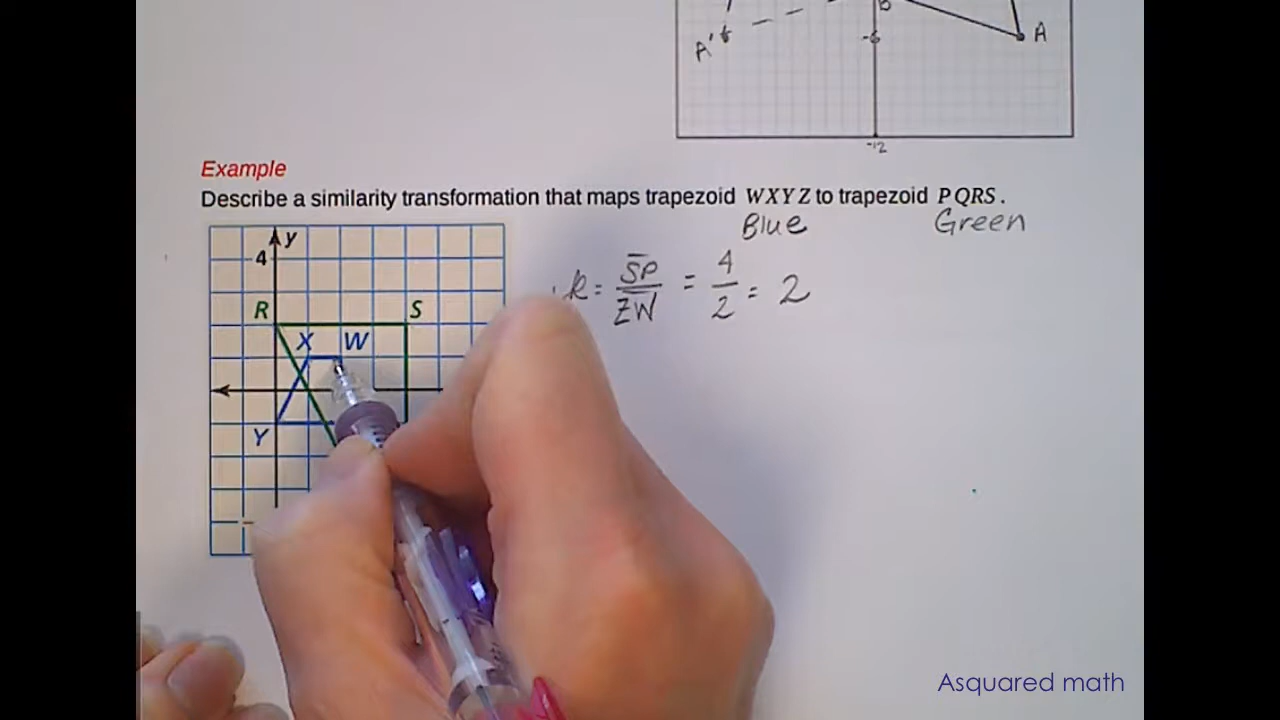 B
A'
-6
A
-12
Example
Describe a similarity transformation that maps trapezoid WXYZ to trapezoid PQRS.
Blue Green
y
4
k = SP/ZW = 4/2 = 2
R S
X W
Y
Asquared math